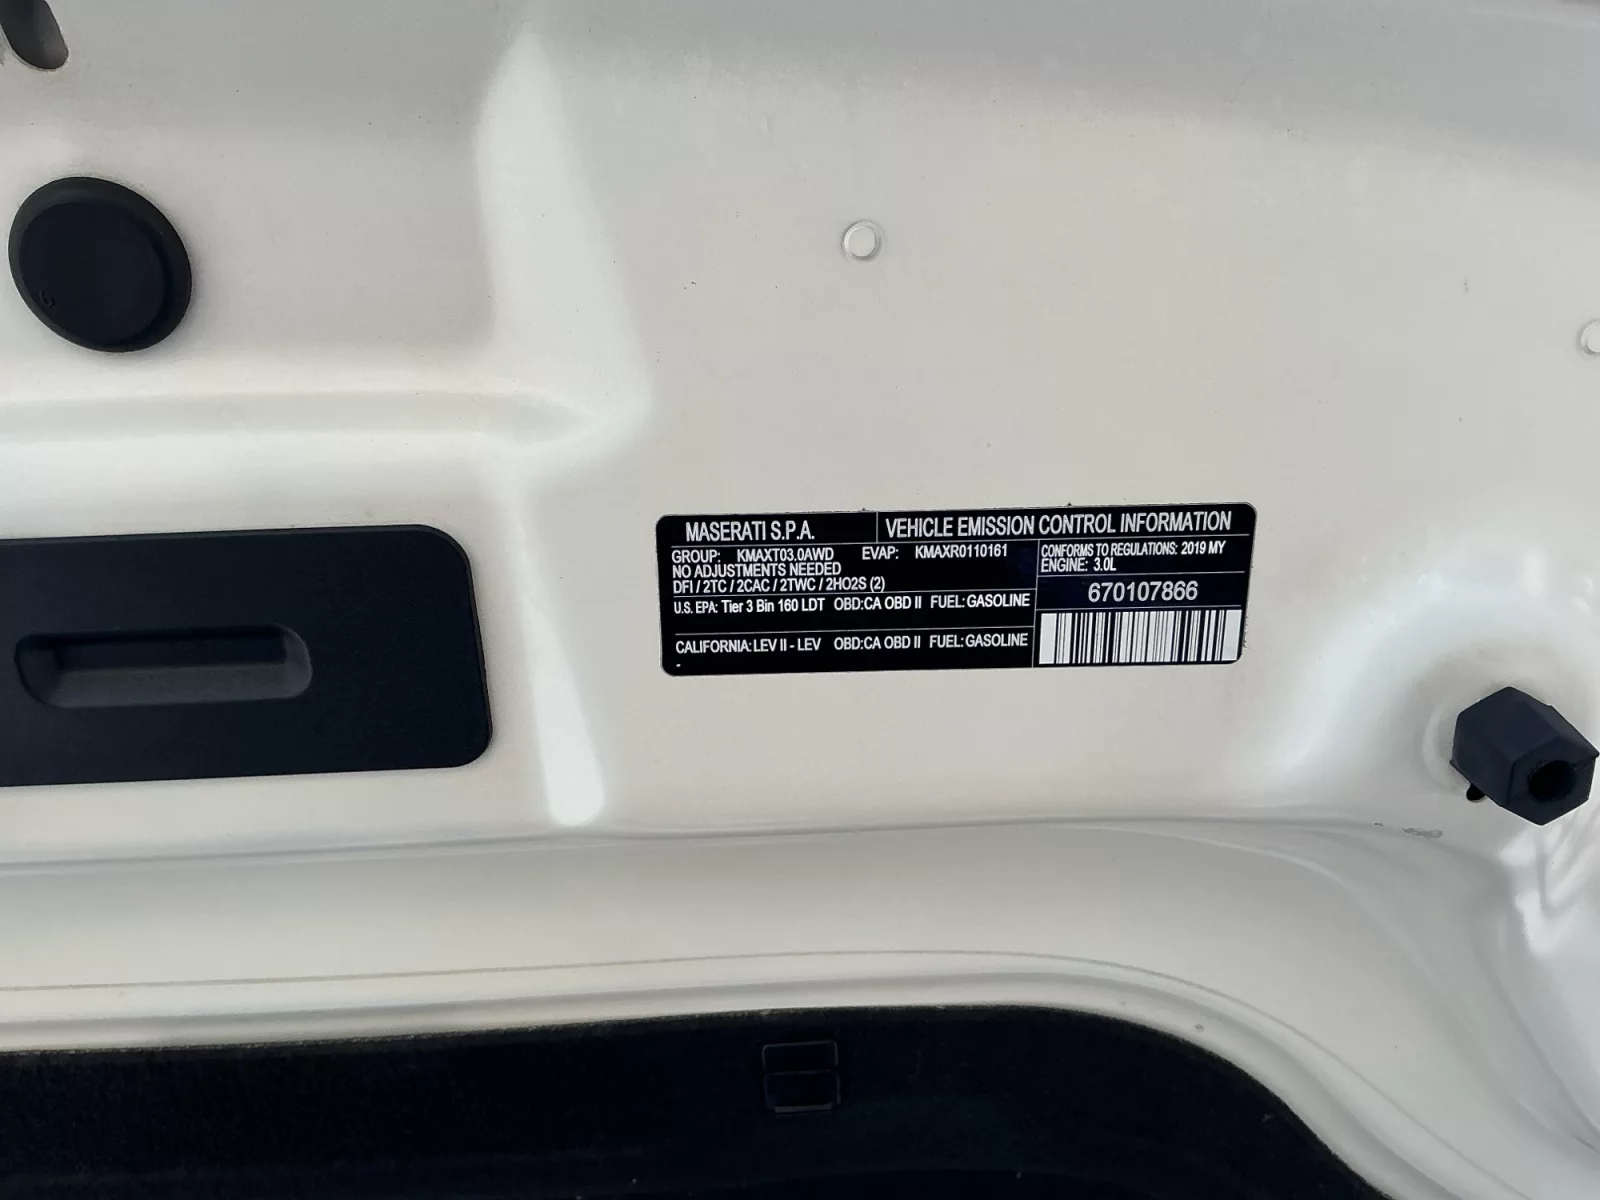 MASERATI S.P.A. VEHICLE EMISSION CONTROL INFORMATION
GROUP: KMAXT03.0AWD EVAP: KMAXR0110161
NO ADJUSTMENTS NEEDED
DFI / 2TC / 2CAC / 2TWC / 2HO2S (2)
CONFORMS TO REGULATIONS: 2019 MY
ENGINE: 3.0L
U.S. EPA: Tier 3 Bin 160 LDT OBD:CA OBD II FUEL:GASOLINE
670107866
CALIFORNIA: LEV II - LEV OBD:CA OBD II FUEL:GASOLINE
-